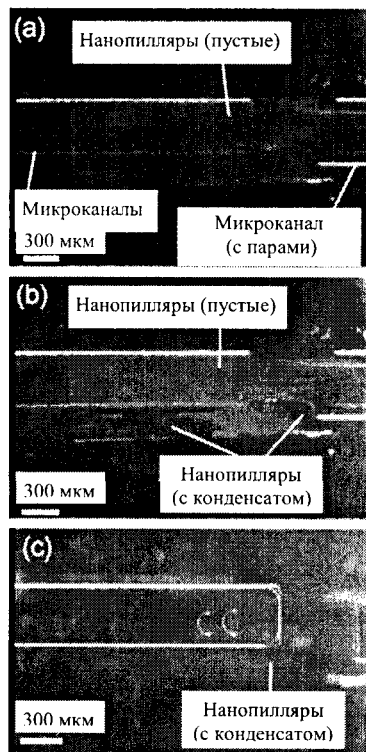 (a)
Нанопилляры (пустые)
Микроканалы
300 мкм
Микроканал
(с парами)
(b)
Нанопилляры (пустые)
Нанопилляры
(с конденсатом)
300 мкм
(c)
Нанопилляры
(с конденсатом)
300 мкм